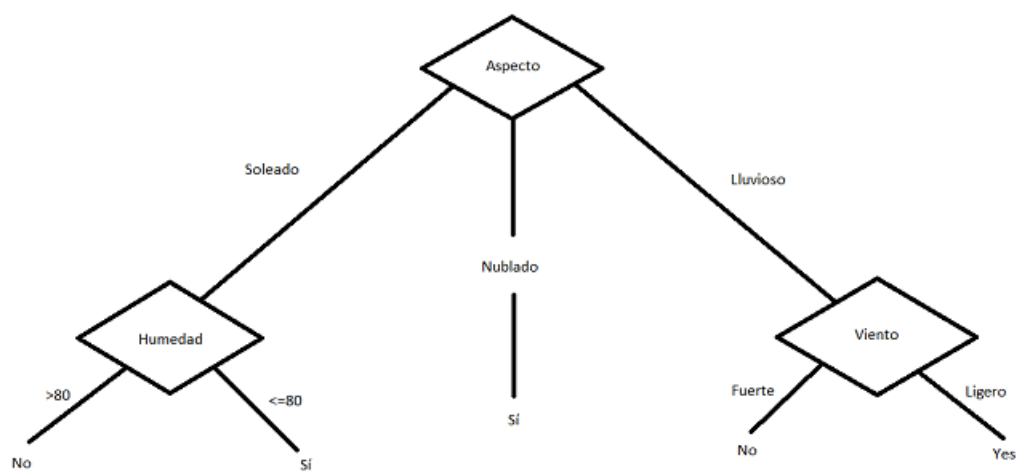 Aspecto
Soleado
Lluvioso
Nublado
Humedad
Viento
>80
<=80
Fuerte
Ligero
Sí
No
Sí
No
Yes